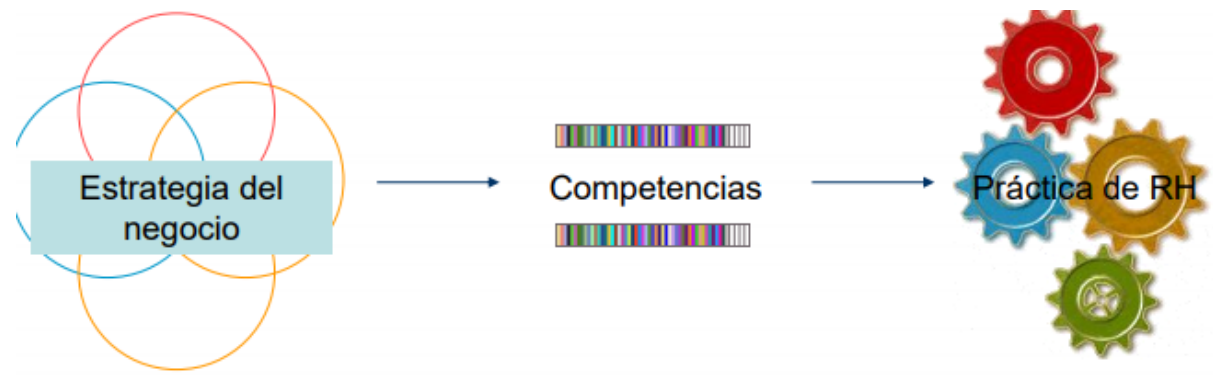 Estrategia del
negocio
Competencias
Práctica de RH